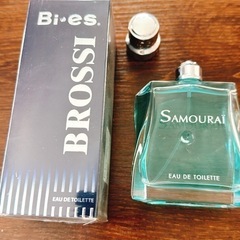 Bi·es.
BROSSI
EAU DE TOILETTE
SAMOURAÏ
EAU DE TOILETTE